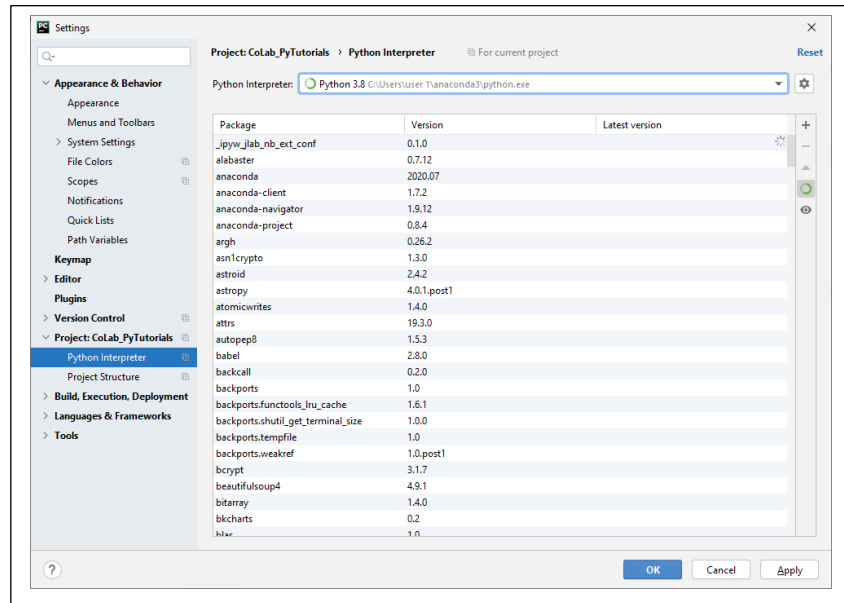 PC Settings
Project: CoLab_PyTutorials › Python Interpreter For current project Reset
Appearance & Behavior
Appearance
Menus and Toolbars
System Settings
File Colors
Scopes
Notifications
Quick Lists
Path Variables
Keymap
Editor
Plugins
Version Control
Project: CoLab_PyTutorials
Python Interpreter
Project Structure
Build, Execution, Deployment
Languages & Frameworks
Tools
Python Interpreter: Python 3.8 C:\Users\user 1\anaconda3\python.exe
Package Version Latest version
_ipyw_jlab_nb_ext_conf 0.1.0
alabaster 0.7.12
anaconda 2020.07
anaconda-client 1.7.2
anaconda-navigator 1.9.12
anaconda-project 0.8.4
argh 0.26.2
asn1crypto 1.3.0
astroid 2.4.2
astropy 4.0.1.post1
atomicwrites 1.4.0
attrs 19.3.0
autopep8 1.5.3
babel 2.8.0
backcall 0.2.0
backports 1.0
backports.functools_lru_cache 1.6.1
backports.shutil_get_terminal_size 1.0.0
backports.tempfile 1.0
backports.weakref 1.0.post1
bcrypt 3.1.7
beautifulsoup4 4.9.1
bitarray 1.4.0
bkcharts 0.2
blas 1.0
? OK Cancel Apply